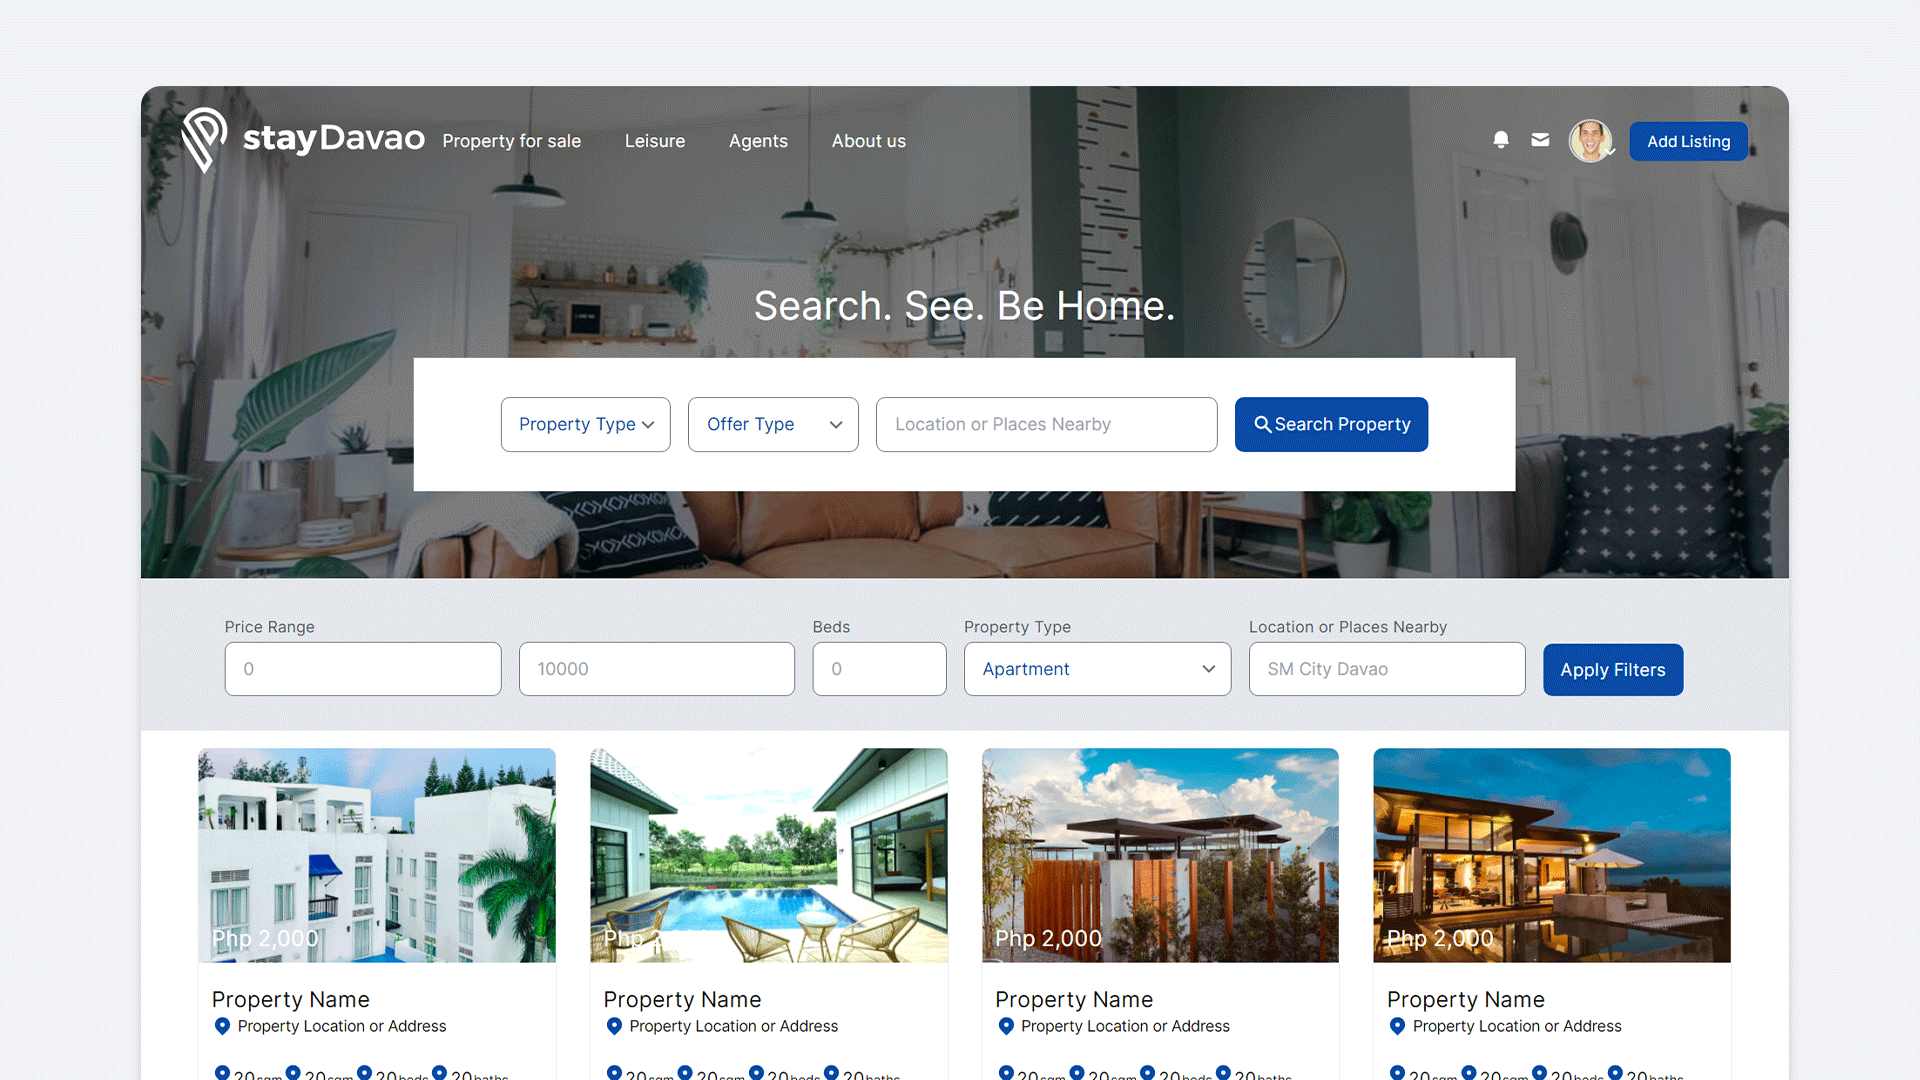 stayDavao
Property for sale
Leisure
Agents
About us
Add Listing
Search. See. Be Home.
Property Type
Offer Type
Location or Places Nearby
Search Property
Price Range
Beds
Property Type
Location or Places Nearby
0
10000
0
Apartment
SM City Davao
Apply Filters
Php 2,000
Php
Php 2,000
Php 2,000
Property Name
Property Name
Property Name
Property Name
Property Location or Address
Property Location or Address
Property Location or Address
Property Location or Address
20sqm 20sqm 20beds 20baths
20sqm 20sqm 20beds 20baths
20sqm 20sqm 20beds 20baths
20sqm 20sqm 20beds 20baths